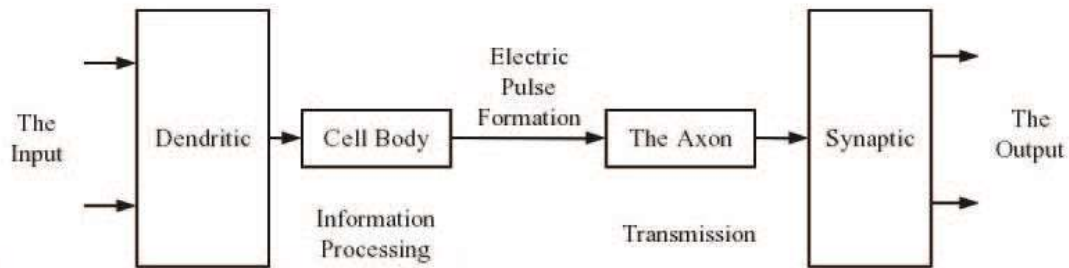 The
Input
Dendritic
Cell Body
Information
Processing
Electric
Pulse
Formation
The Axon
Transmission
Synaptic
The
Output